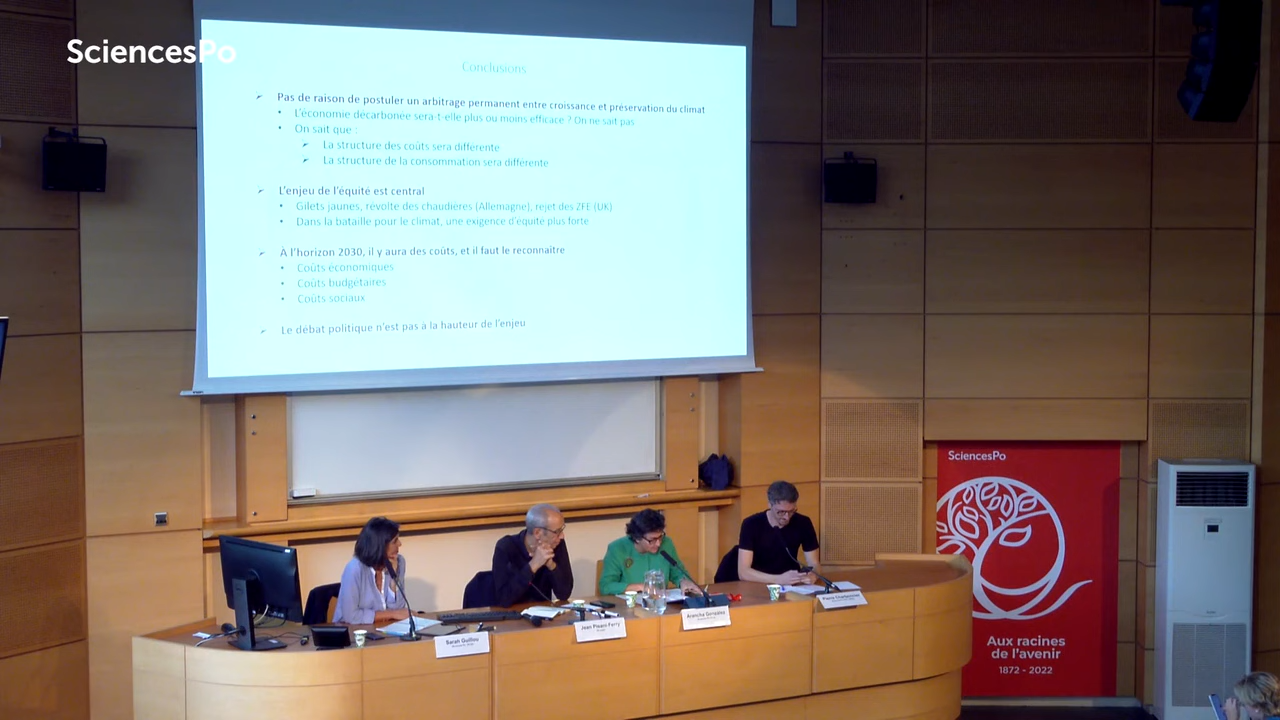 SciencesPo
Conclusions
Pas de raison de postuler un arbitrage permanent entre croissance et préservation du climat
L'économie décarbonée sera-t-elle plus ou moins efficace ? On ne sait pas
On sait que :
La structure des coûts sera différente
La structure de la consommation sera différente
L'enjeu de l'équité est central
Gilets jaunes, révolte des chaudières (Allemagne), rejet des ZFE (UK)
Dans la bataille pour le climat, une exigence d'équité plus forte
À l'horizon 2030, il y aura des coûts, et il faut le reconnaître
Coûts économiques
Coûts budgétaires
Coûts sociaux
Le débat politique n'est pas à la hauteur de l'enjeu
SciencesPo
Aux racines
de l'avenir
1872 - 2022
Sarah Guillou
Jean Pisani Ferry
Arancha González